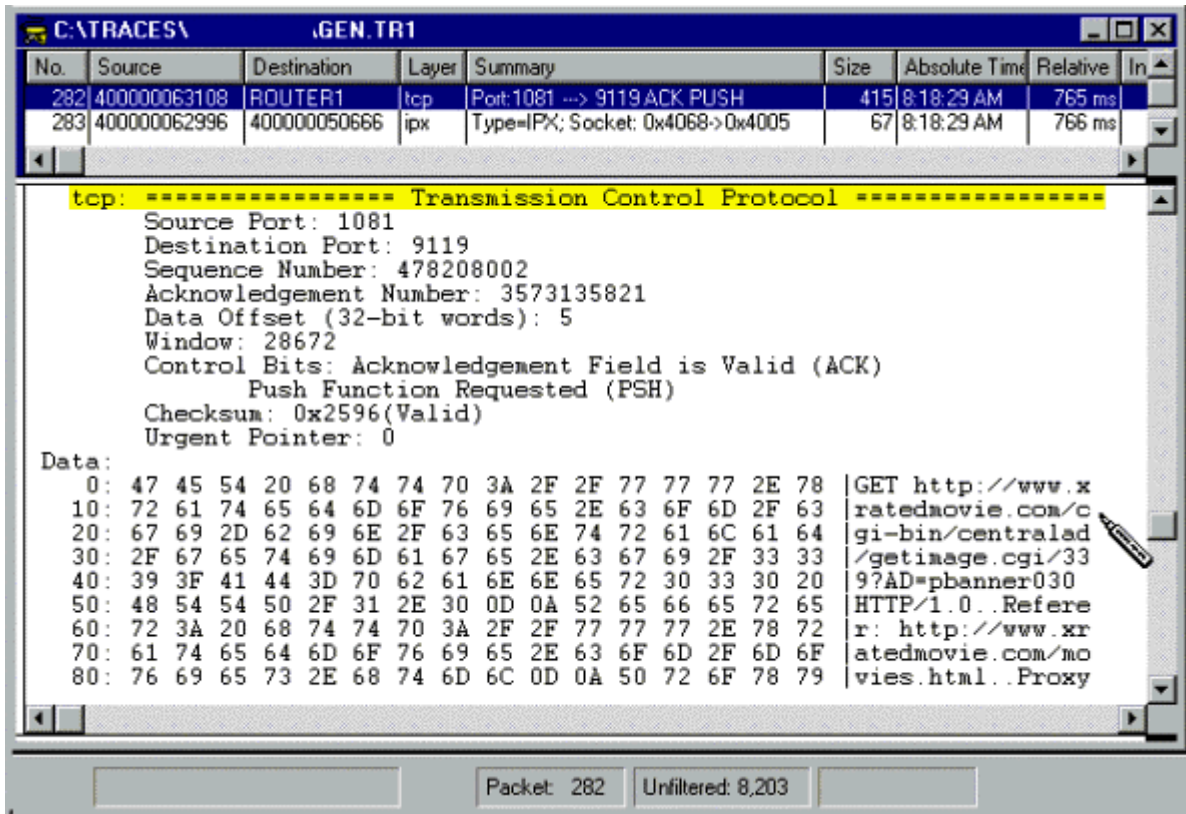 C:\TRACES\ .GEN.TR1
No. Source Destination Layer Summary Size Absolute Time Relative In
282 400000063108 ROUTER1 tcp Port:1081 ---> 9119 ACK PUSH 415 8:18:29 AM 765 ms
283 400000062996 400000050666 ipx Type=IPX; Socket: 0x4068->0x4005 67 8:18:29 AM 766 ms
tcp: ================= Transmission Control Protocol =================
Source Port: 1081
Destination Port: 9119
Sequence Number: 478208002
Acknowledgement Number: 3573135821
Data Offset (32-bit words): 5
Window: 28672
Control Bits: Acknowledgement Field is Valid (ACK)
Push Function Requested (PSH)
Checksum: 0x2596(Valid)
Urgent Pointer: 0
Data:
0: 47 45 54 20 68 74 74 70 3A 2F 2F 77 77 77 2E 78 |GET http://www.x
10: 72 61 74 65 64 6D 6F 76 69 65 2E 63 6F 6D 2F 63 |ratedmovie.com/c
20: 67 69 2D 62 69 6E 2F 63 65 6E 74 72 61 6C 61 64 |gi-bin/centralad
30: 2F 67 65 74 69 6D 61 67 65 2E 63 67 69 2F 33 33 |/getimage.cgi/33
40: 39 3F 41 44 3D 70 62 61 6E 6E 65 72 30 33 30 20 |9?AD=pbanner030
50: 48 54 54 50 2F 31 2E 30 0D 0A 52 65 66 65 72 65 |HTTP/1.0..Refere
60: 72 3A 20 68 74 74 70 3A 2F 2F 77 77 77 2E 78 72 |r: http://www.xr
70: 61 74 65 64 6D 6F 76 69 65 2E 63 6F 6D 2F 6D 6F |atedmovie.com/mo
80: 76 69 65 73 2E 68 74 6D 6C 0D 0A 50 72 6F 78 79 |vies.html..Proxy
Packet: 282 Unfiltered: 8,203